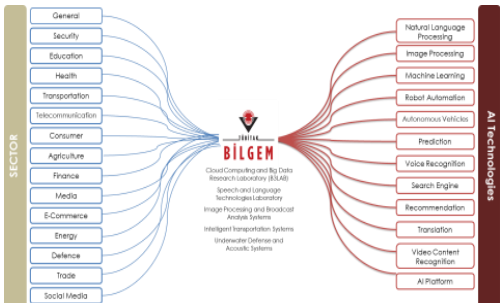 SECTOR
General
Security
Education
Health
Transportation
Telecommunication
Consumer
Agriculture
Finance
Media
E-Commerce
Energy
Defence
Trade
Social Media
TÜBİTAK
BİLGEM
Cloud Computing and Big Data
Research Laboratory (B3LAB)
Speech and Language
Technologies Laboratory
Image Processing and Broadcast
Analysis Systems
Intelligent Transportation Systems
Underwater Defense and
Acoustic Systems
Natural Language
Processing
Image Processing
Machine Learning
Robot Automation
Autonomous Vehicles
Prediction
Voice Recognition
Search Engine
Recommendation
Translation
Video Content
Recognition
AI Platform
AI Technologies